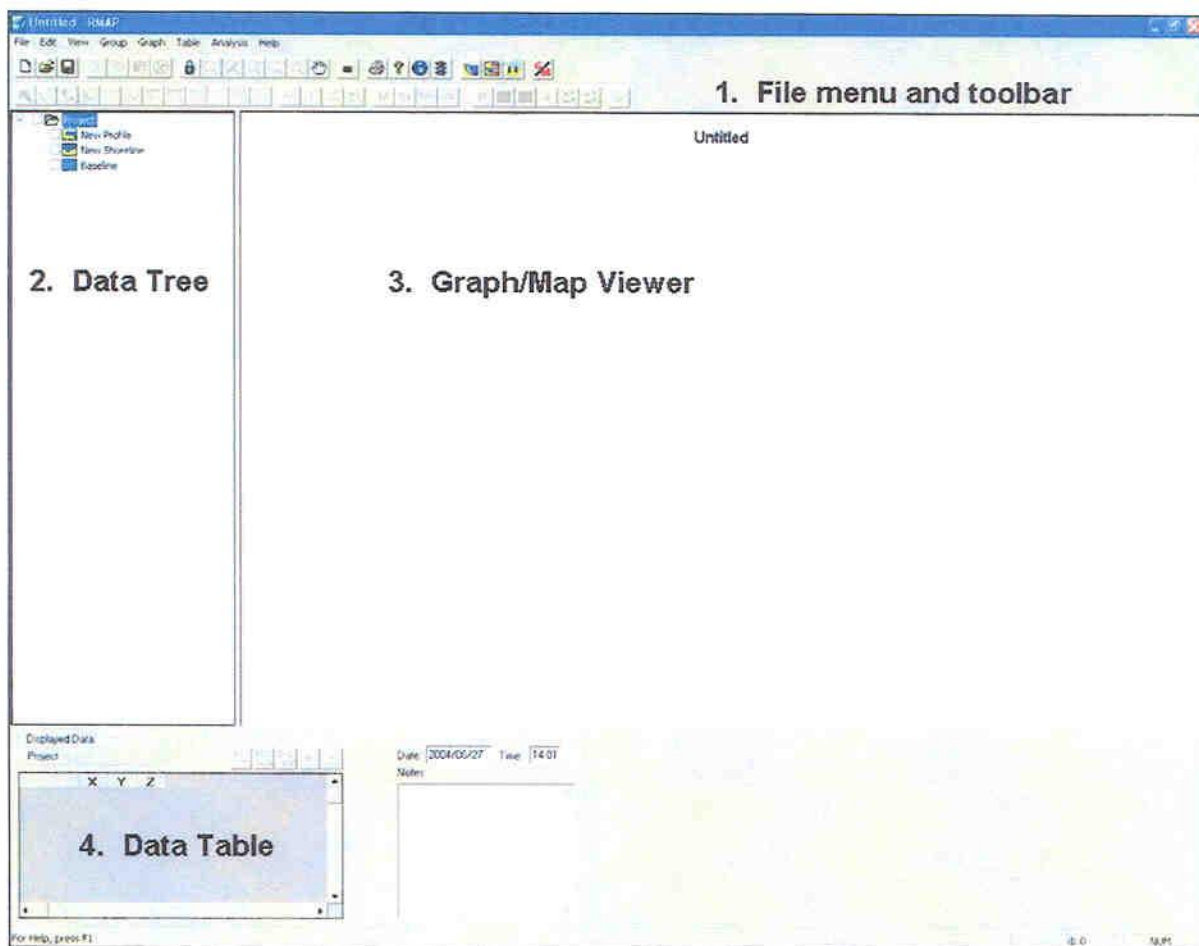 Untitled - RMAP
File Edit View Group Graph Table Analysis Help
1. File menu and toolbar
Project
New Profile
New Shoreline
Baseline
Untitled
2. Data Tree
3. Graph/Map Viewer
Displayed Data
Project
Date: 2004/06/27 Time: 14:01
Notes:
X Y Z
4. Data Table
For Help, press F1
NUM